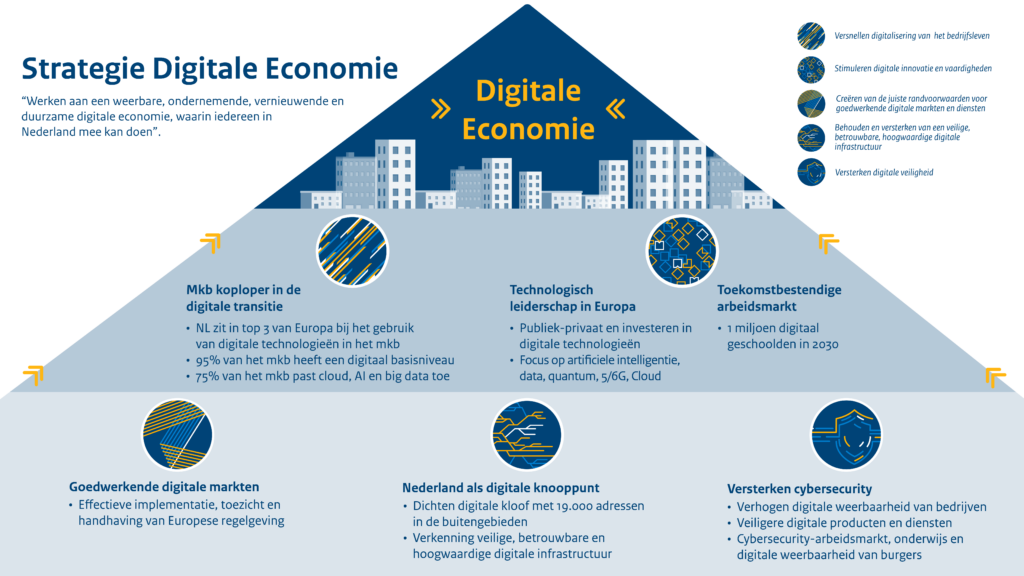 Strategie Digitale Economie
“Werken aan een weerbare, ondernemende, vernieuwende en
duurzame digitale economie, waarin iedereen in
Nederland mee kan doen”.
Digitale
Economie
Versnellen digitalisering van het bedrijfsleven
Stimuleren digitale innovatie en vaardigheden
Creëren van de juiste randvoorwaarden voor
goedwerkende digitale markten en diensten
Behouden en versterken van een veilige,
betrouwbare, hoogwaardige digitale
infrastructuur
Versterken digitale veiligheid
Mkb koploper in de
digitale transitie
• NL zit in top 3 van Europa bij het gebruik
van digitale technologieën in het mkb
• 95% van het mkb heeft een digitaal basisniveau
• 75% van het mkb past cloud, AI en big data toe
Technologisch
leiderschap in Europa
• Publiek-privaat en investeren in
digitale technologieën
• Focus op artificiele intelligentie,
data, quantum, 5/6G, Cloud
Toekomstbestendige
arbeidsmarkt
• 1 miljoen digitaal
geschoolden in 2030
Goedwerkende digitale markten
• Effectieve implementatie, toezicht en
handhaving van Europese regelgeving
Nederland als digitale knooppunt
• Dichten digitale kloof met 19.000 adressen
in de buitengebieden
• Verkenning veilige, betrouwbare en
hoogwaardige digitale infrastructuur
Versterken cybersecurity
• Verhogen digitale weerbaarheid van bedrijven
• Veiligere digitale producten en diensten
• Cybersecurity-arbeidsmarkt, onderwijs en
digitale weerbaarheid van burgers